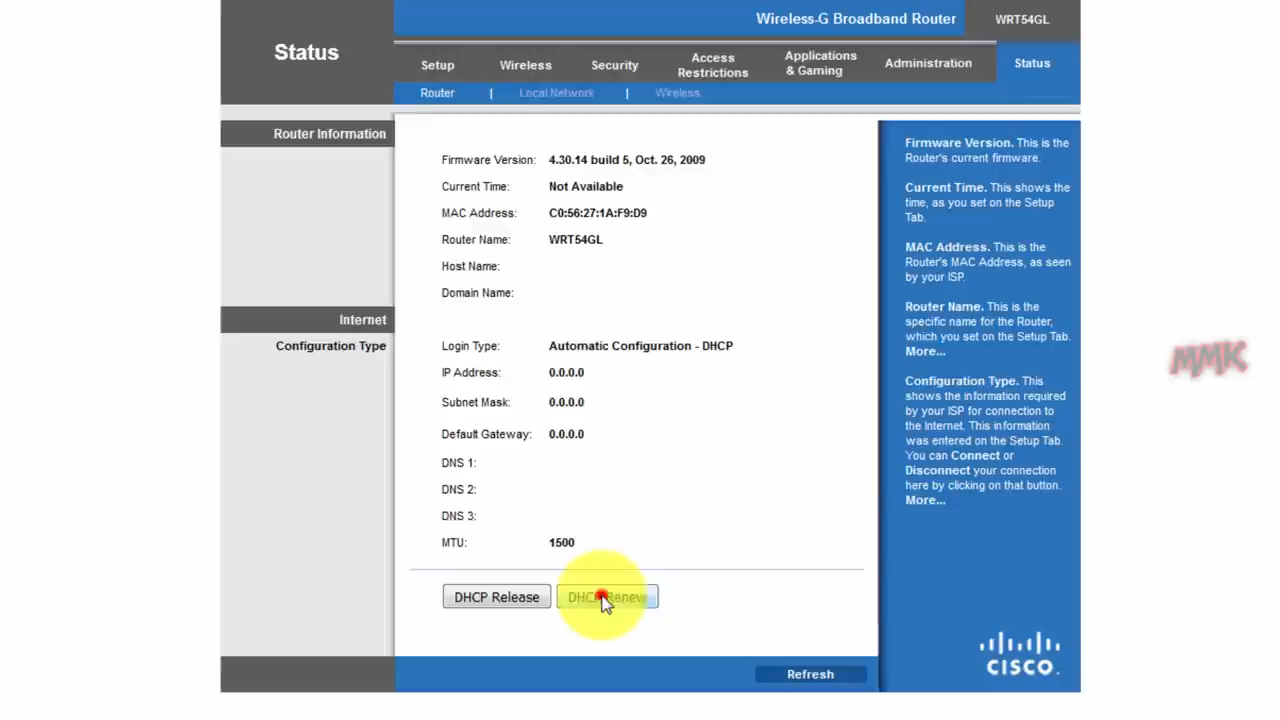 Wireless-G Broadband Router
WRT54GL
Status
Setup
Wireless
Security
Access
Restrictions
Applications
& Gaming
Administration
Status
Router | Local Network | Wireless
Router Information
Firmware Version: 4.30.14 build 5, Oct. 26, 2009
Current Time: Not Available
MAC Address: C0:56:27:1A:F9:D9
Router Name: WRT54GL
Host Name:
Domain Name:
Internet
Configuration Type
Login Type: Automatic Configuration - DHCP
IP Address: 0.0.0.0
Subnet Mask: 0.0.0.0
Default Gateway: 0.0.0.0
DNS 1:
DNS 2:
DNS 3:
MTU: 1500
DHCP Release
DHCP Renew
Refresh
Firmware Version. This is the
Router's current firmware.
Current Time. This shows the
time, as you set on the Setup
Tab.
MAC Address. This is the
Router's MAC Address, as seen
by your ISP.
Router Name. This is the
specific name for the Router,
which you set on the Setup Tab.
More...
Configuration Type. This
shows the information required
by your ISP for connection to
the Internet. This information
was entered on the Setup Tab.
You can Connect or
Disconnect your connection
here by clicking on that button.
More...
CISCO.
MMK